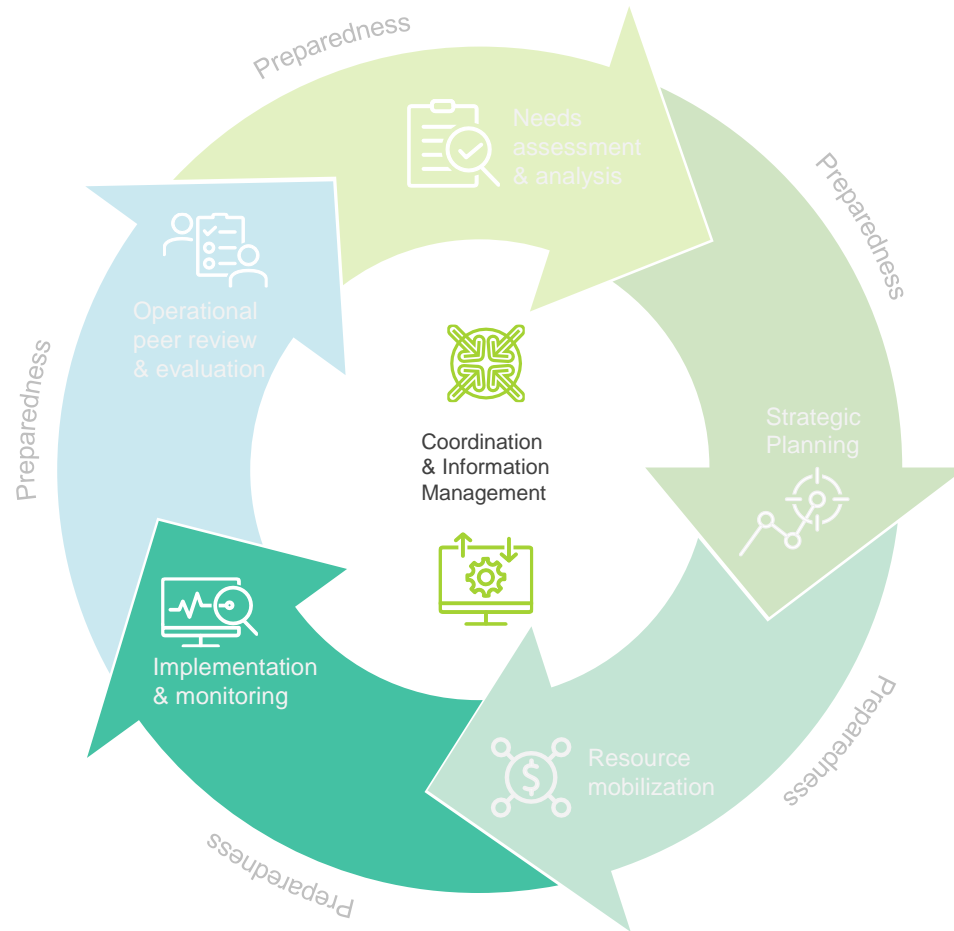 Preparedness
Needs
assessment
& analysis
Preparedness
Strategic
Planning
Preparedness
Resource
mobilization
$
Preparedness
Implementation
& monitoring
Preparedness
Operational
peer review
& evaluation
Coordination
& Information
Management